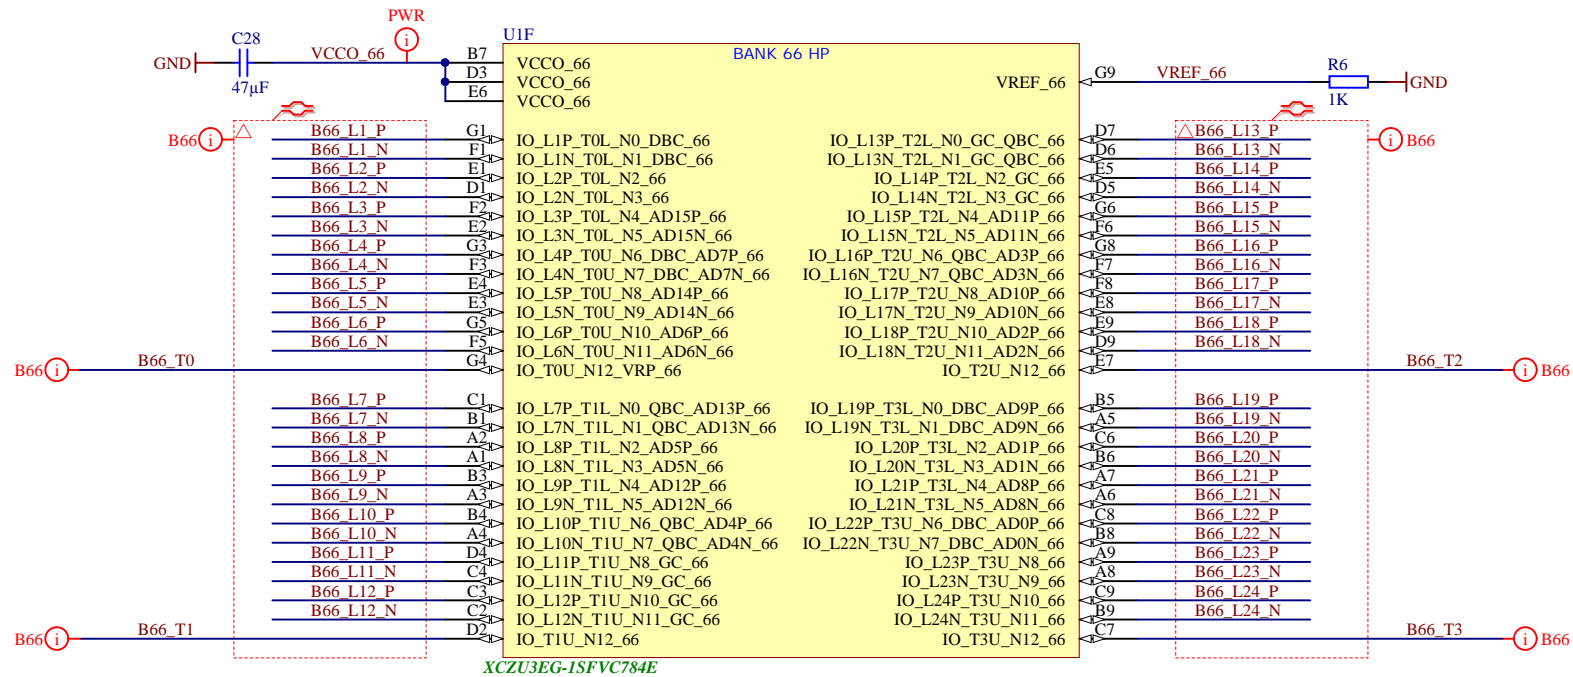 PWR
C28
GND
VCCO_66
47µF
U1F
BANK 66 HP
B7 VCCO_66
D3 VCCO_66
E6 VCCO_66
VREF_66 G9 VREF_66
R6
1K
GND
B66
B66_L1_P G1 IO_L1P_T0L_N0_DBC_66
B66_L1_N F1 IO_L1N_T0L_N1_DBC_66
B66_L2_P E1 IO_L2P_T0L_N2_66
B66_L2_N D1 IO_L2N_T0L_N3_66
B66_L3_P F2 IO_L3P_T0L_N4_AD15P_66
B66_L3_N E2 IO_L3N_T0L_N5_AD15N_66
B66_L4_P G3 IO_L4P_T0U_N6_DBC_AD7P_66
B66_L4_N F3 IO_L4N_T0U_N7_DBC_AD7N_66
B66_L5_P E4 IO_L5P_T0U_N8_AD14P_66
B66_L5_N E3 IO_L5N_T0U_N9_AD14N_66
B66_L6_P G5 IO_L6P_T0U_N10_AD6P_66
B66_L6_N F5 IO_L6N_T0U_N11_AD6N_66
B66 i B66_T0 G4 IO_T0U_N12_VRP_66
B66_L7_P C1 IO_L7P_T1L_N0_QBC_AD13P_66
B66_L7_N B1 IO_L7N_T1L_N1_QBC_AD13N_66
B66_L8_P A2 IO_L8P_T1L_N2_AD5P_66
B66_L8_N A1 IO_L8N_T1L_N3_AD5N_66
B66_L9_P B3 IO_L9P_T1L_N4_AD12P_66
B66_L9_N A3 IO_L9N_T1L_N5_AD12N_66
B66_L10_P B4 IO_L10P_T1U_N6_QBC_AD4P_66
B66_L10_N A4 IO_L10N_T1U_N7_QBC_AD4N_66
B66_L11_P D4 IO_L11P_T1U_N8_GC_66
B66_L11_N C4 IO_L11N_T1U_N9_GC_66
B66_L12_P C3 IO_L12P_T1U_N10_GC_66
B66_L12_N C2 IO_L12N_T1U_N11_GC_66
B66 i B66_T1 D2 IO_T1U_N12_66
IO_L13P_T2L_N0_GC_QBC_66 D7 B66_L13_P
B66
IO_L13N_T2L_N1_GC_QBC_66 D6 B66_L13_N
IO_L14P_T2L_N2_GC_66 E5 B66_L14_P
IO_L14N_T2L_N3_GC_66 D5 B66_L14_N
IO_L15P_T2L_N4_AD11P_66 G6 B66_L15_P
IO_L15N_T2L_N5_AD11N_66 F6 B66_L15_N
IO_L16P_T2U_N6_QBC_AD3P_66 G8 B66_L16_P
IO_L16N_T2U_N7_QBC_AD3N_66 F7 B66_L16_N
IO_L17P_T2U_N8_AD10P_66 F8 B66_L17_P
IO_L17N_T2U_N9_AD10N_66 E8 B66_L17_N
IO_L18P_T2U_N10_AD2P_66 E9 B66_L18_P
IO_L18N_T2U_N11_AD2N_66 D9 B66_L18_N
IO_T2U_N12_66 E7 B66_T2 i B66
IO_L19P_T3L_N0_DBC_AD9P_66 B5 B66_L19_P
IO_L19N_T3L_N1_DBC_AD9N_66 A5 B66_L19_N
IO_L20P_T3L_N2_AD1P_66 C6 B66_L20_P
IO_L20N_T3L_N3_AD1N_66 B6 B66_L20_N
IO_L21P_T3L_N4_AD8P_66 A7 B66_L21_P
IO_L21N_T3L_N5_AD8N_66 A6 B66_L21_N
IO_L22P_T3U_N6_DBC_AD0P_66 C8 B66_L22_P
IO_L22N_T3U_N7_DBC_AD0N_66 B8 B66_L22_N
IO_L23P_T3U_N8_66 A9 B66_L23_P
IO_L23N_T3U_N9_66 A8 B66_L23_N
IO_L24P_T3U_N10_66 C9 B66_L24_P
IO_L24N_T3U_N11_66 B9 B66_L24_N
IO_T3U_N12_66 C7 B66_T3 i B66
XCZU3EG-1SFVC784E